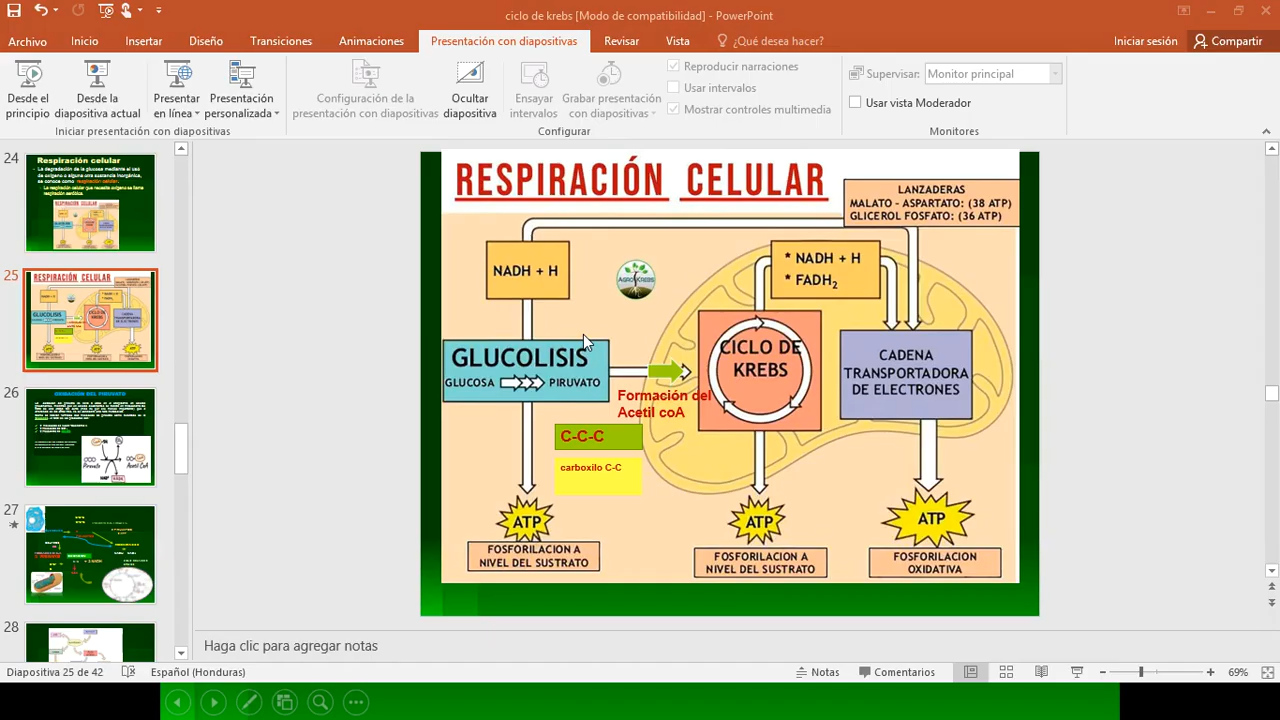 ciclo de krebs [Modo de compatibilidad] - PowerPoint
Archivo Inicio Insertar Diseño Transiciones Animaciones Presentación con diapositivas Revisar Vista ¿Qué desea hacer? Iniciar sesión Compartir
Desde el principio
Desde la diapositiva actual
Presentar en línea
Presentación personalizada
Iniciar presentación con diapositivas
Configuración de la presentación con diapositivas
Ocultar diapositiva
Ensayar intervalos
Grabar presentación con diapositivas
Reproducir narraciones
Usar intervalos
Mostrar controles multimedia
Configurar
Supervisar: Monitor principal
Usar vista Moderador
Monitores
24
Respiración celular
25
RESPIRACIÓN CELULAR
26
27
28
RESPIRACIÓN CELULAR
LANZADERAS
MALATO - ASPARTATO: (38 ATP)
GLICEROL FOSFATO: (36 ATP)
NADH + H
AGROKREBS
* NADH + H
* FADH₂
GLUCOLISIS
GLUCOSA PIRUVATO
CICLO DE
KREBS
CADENA
TRANSPORTADORA
DE ELECTRONES
Formación del
Acetil coA
C-C-C
carboxilo C-C
ATP
ATP
ATP
FOSFORILACION A
NIVEL DEL SUSTRATO
FOSFORILACION A
NIVEL DEL SUSTRATO
FOSFORILACION
OXIDATIVA
Haga clic para agregar notas
Diapositiva 25 de 42 Español (Honduras) Notas Comentarios 69%